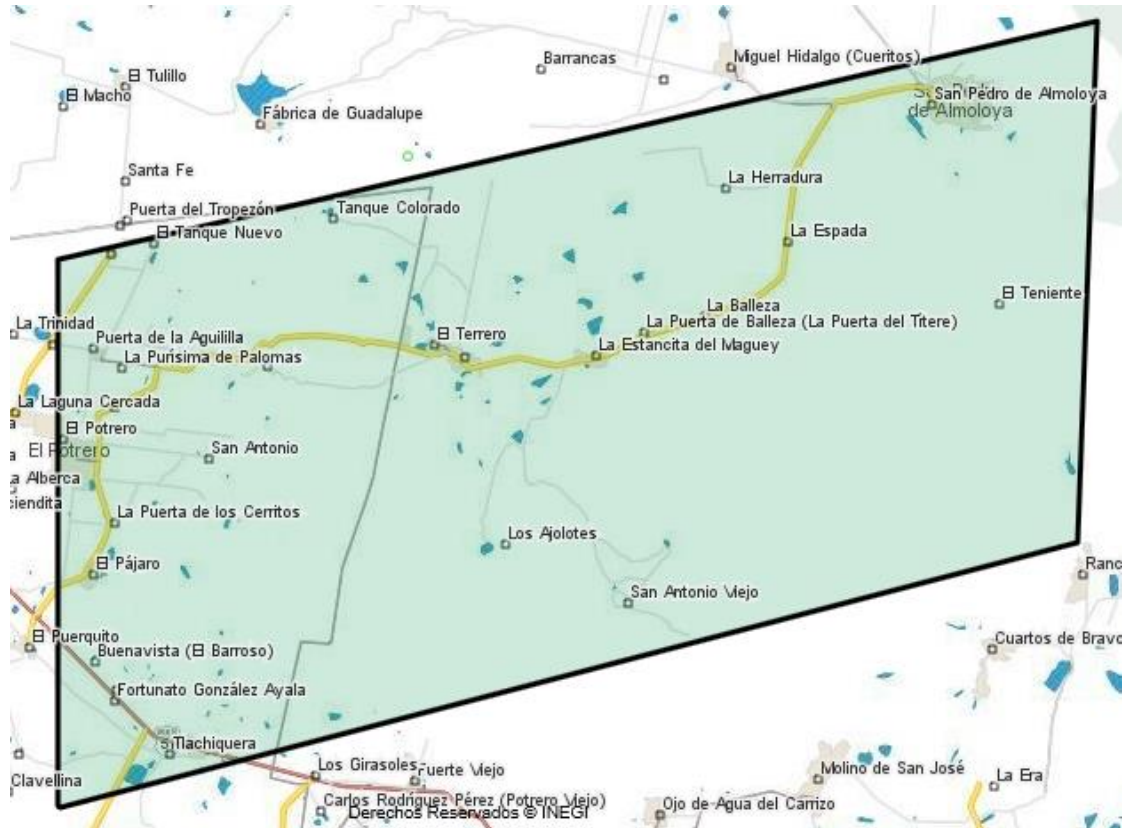 Barrancas
Miguel Hidalgo (Cueritos)
El Tulillo
El Macho
Fábrica de Guadalupe
San Pedro de Almoloya
de Almoloya
Santa Fe
La Herradura
Puerta del Tropezón
Tanque Colorado
El Tanque Nuevo
La Espada
El Teniente
La Balleza
La Trinidad
Puerta de la Aguililla
El Terrero
La Puerta de Balleza (La Puerta del Titere)
La Estancita del Maguey
La Purísima de Palomas
La Laguna Cercada
El Potrero
El Potrero
San Antonio
a Alberca
ciendita
La Puerta de los Cerritos
Los Ajolotes
El Pájaro
Ranc
San Antonio Viejo
El Puerquito
Cuartos de Bravo
Buenavista (El Barroso)
Fortunato González Ayala
Tlachiquera
Clavellina
Los Girasoles
Fuerte Viejo
Molino de San José
La Era
Carlos Rodríguez Pérez (Potrero Viejo)
Ojo de Agua del Carrizo
Derechos Reservados © INEGI